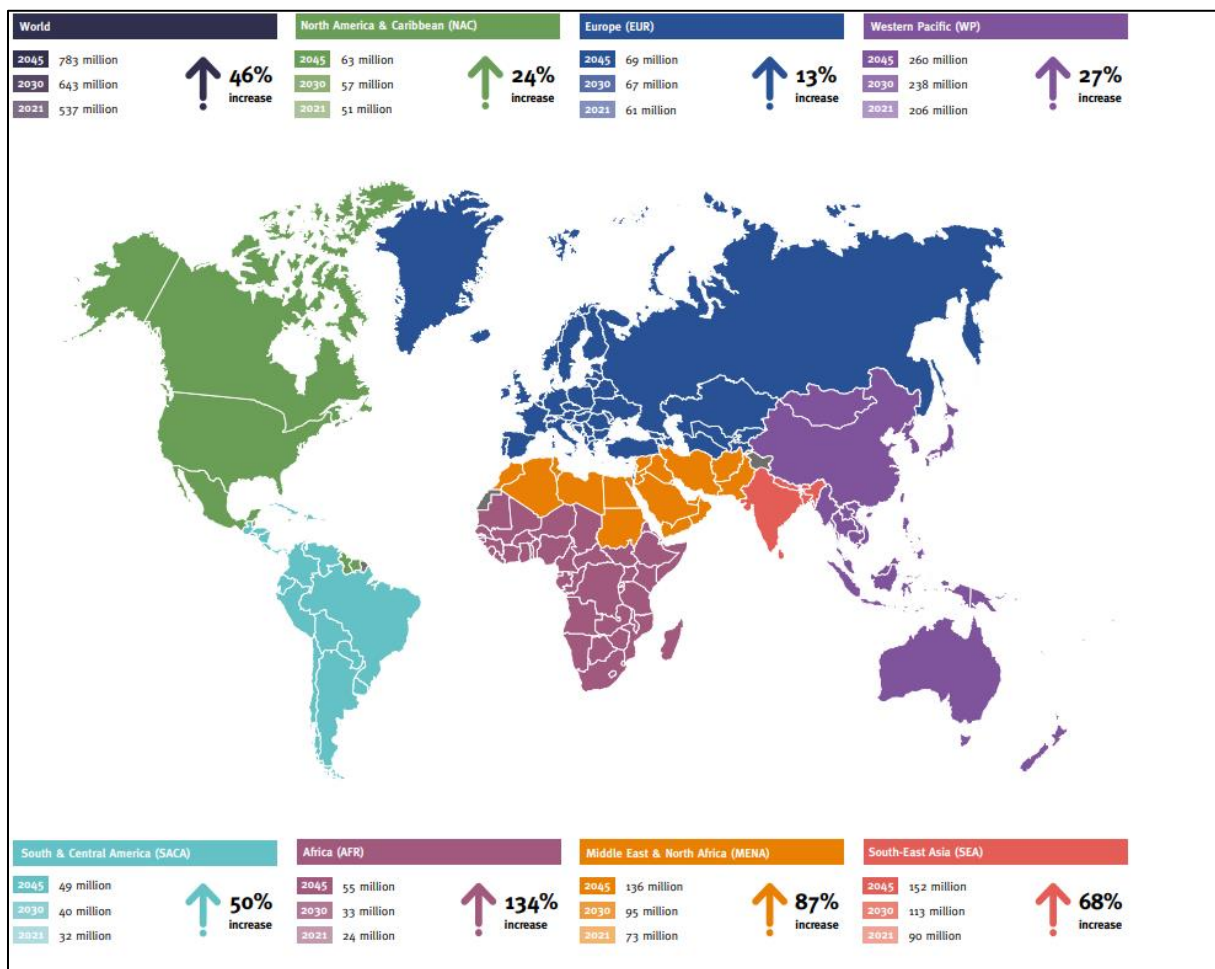 World
2045 783 million
2030 643 million
2021 537 million
46%
increase
North America & Caribbean (NAC)
2045 63 million
2030 57 million
2021 51 million
24%
increase
Europe (EUR)
2045 69 million
2030 67 million
2021 61 million
13%
increase
Western Pacific (WP)
2045 260 million
2030 238 million
2021 206 million
27%
increase
South & Central America (SACA)
2045 49 million
2030 40 million
2021 32 million
50%
increase
Africa (AFR)
2045 55 million
2030 33 million
2021 24 million
134%
increase
Middle East & North Africa (MENA)
2045 136 million
2030 95 million
2021 73 million
87%
increase
South-East Asia (SEA)
2045 152 million
2030 113 million
2021 90 million
68%
increase